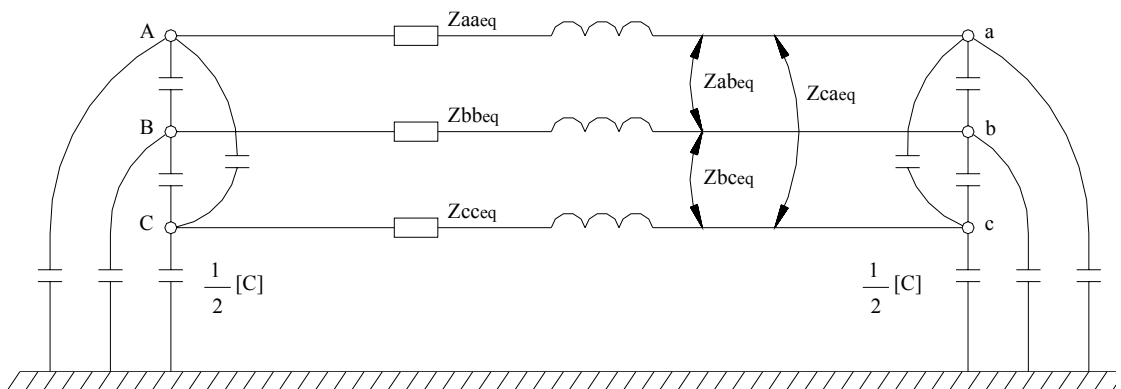 A Zaaeq a
Zabeq Zcaeq
B Zbbeq b
Zbceq
C Zcceq c
1/2 [C] 1/2 [C]